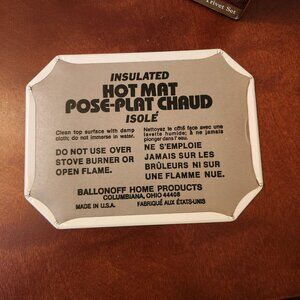 Trivet Set
INSULATED
HOT MAT
POSE-PLAT CHAUD
ISOLÉ
Clean top surface with damp
cloth; do not immerse in water.
DO NOT USE OVER
STOVE BURNER OR
OPEN FLAME.
Nettoyez le côté face avec une
lavette humide; à ne jamais
plonger dans l'eau.
NE S'EMPLOIE
JAMAIS SUR LES
BRÛLEURS NI SUR
UNE FLAMME NUE.
BALLONOFF HOME PRODUCTS
COLUMBIANA, OHIO 44408
MADE IN U.S.A. FABRIQUÉ AUX ÉTATS-UNIS